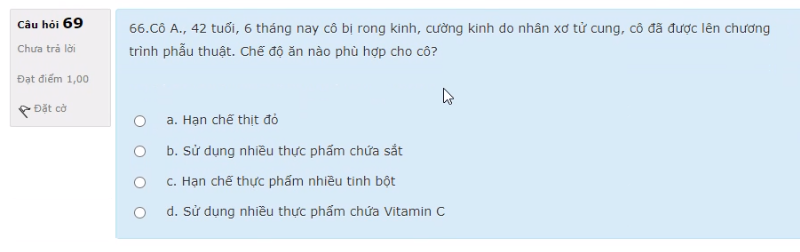 Câu hỏi 69
Chưa trả lời
Đạt điểm 1,00
Đặt cờ
66.Cô A., 42 tuổi, 6 tháng nay cô bị rong kinh, cường kinh do nhân xơ tử cung, cô đã được lên chương
trình phẫu thuật. Chế độ ăn nào phù hợp cho cô?
a. Hạn chế thịt đỏ
b. Sử dụng nhiều thực phẩm chứa sắt
c. Hạn chế thực phẩm nhiều tinh bột
d. Sử dụng nhiều thực phẩm chứa Vitamin C